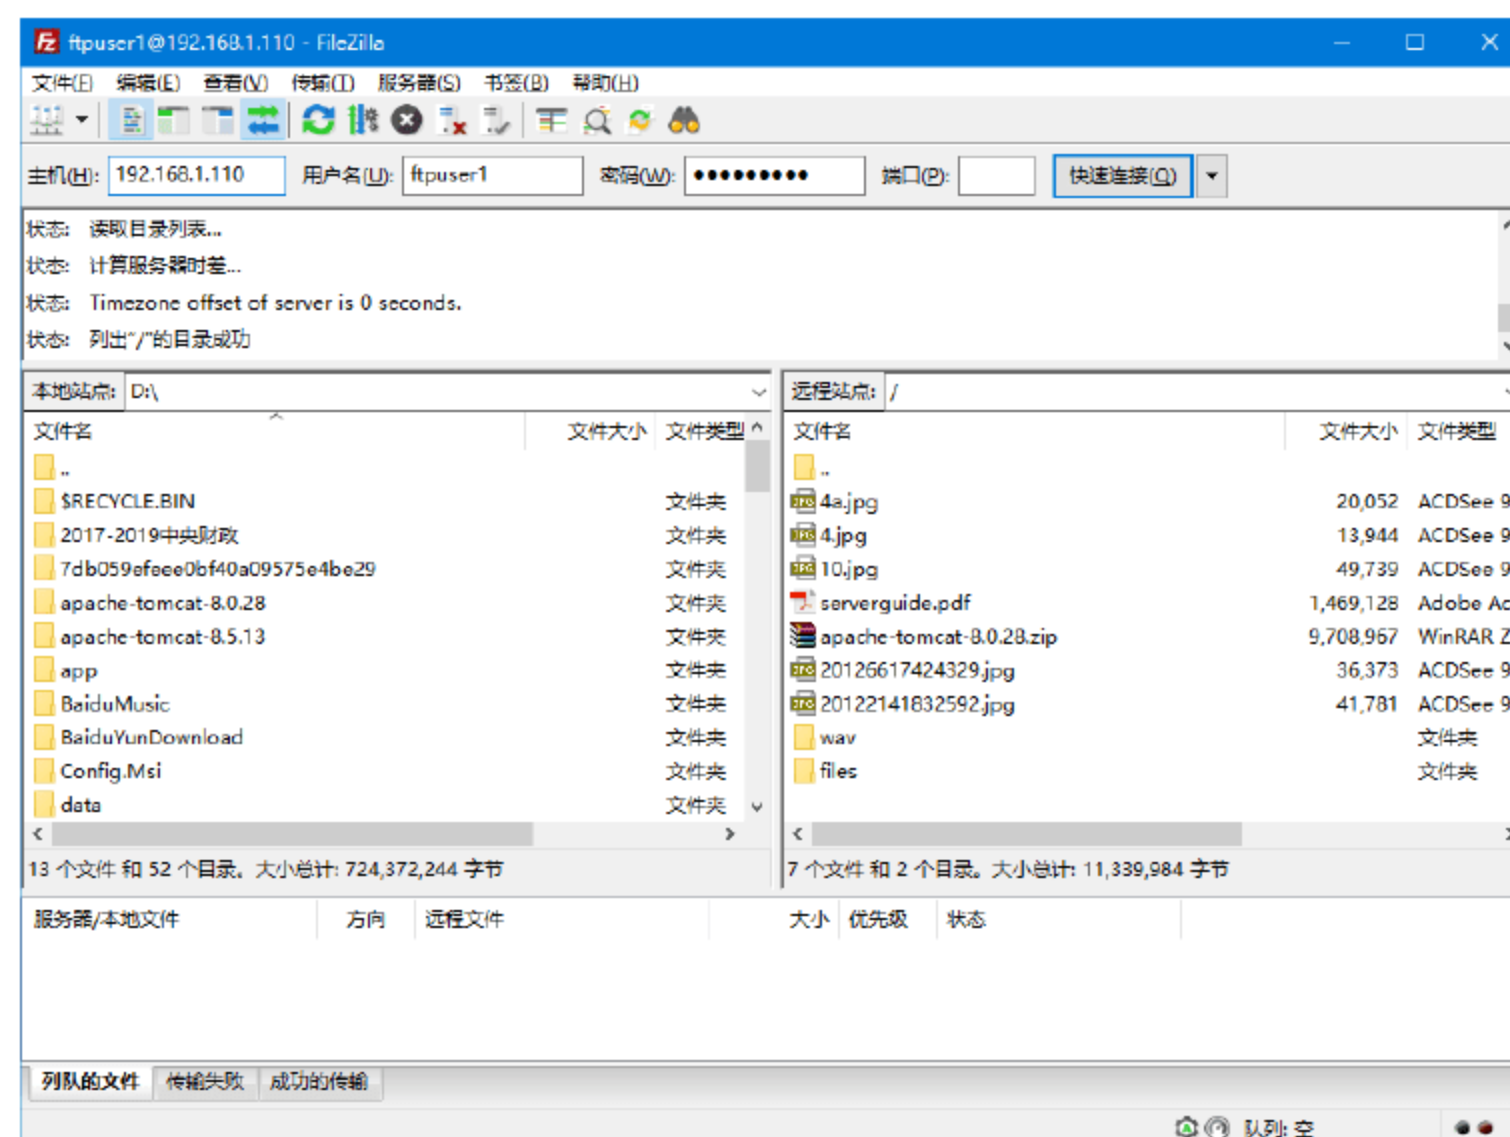 ftpuser1@192.168.1.110 - FileZilla
文件(F) 编辑(E) 查看(V) 传输(T) 服务器(S) 书签(B) 帮助(H)
主机(H): 192.168.1.110 用户名(U): ftpuser1 密码(W): ●●●●●●●●● 端口(P): 快速连接(Q)
状态: 读取目录列表...
状态: 计算服务器时差...
状态: Timezone offset of server is 0 seconds.
状态: 列出"/"的目录成功
本地站点: D:\ 远程站点: /
文件名 文件大小 文件类型 文件名 文件大小 文件类型
.. ..
$RECYCLE.BIN 文件夹 4a.jpg 20,052 ACDSee 9
2017-2019中央财政 文件夹 4.jpg 13,944 ACDSee 9
7db059efeee0bf40a09575e4be29 文件夹 10.jpg 49,739 ACDSee 9
apache-tomcat-8.0.28 文件夹 serverguide.pdf 1,469,128 Adobe Ac
apache-tomcat-8.5.13 文件夹 apache-tomcat-8.0.28.zip 9,708,967 WinRAR Z
app 文件夹 20126617424329.jpg 36,373 ACDSee 9
BaiduMusic 文件夹 20122141832592.jpg 41,781 ACDSee 9
BaiduYunDownload 文件夹 wav 文件夹
Config.Msi 文件夹 files 文件夹
data 文件夹
13 个文件 和 52 个目录。大小总计: 724,372,244 字节 7 个文件 和 2 个目录。大小总计: 11,339,984 字节
服务器/本地文件 方向 远程文件 大小 优先级 状态
列队的文件 传输失败 成功的传输
队列: 空